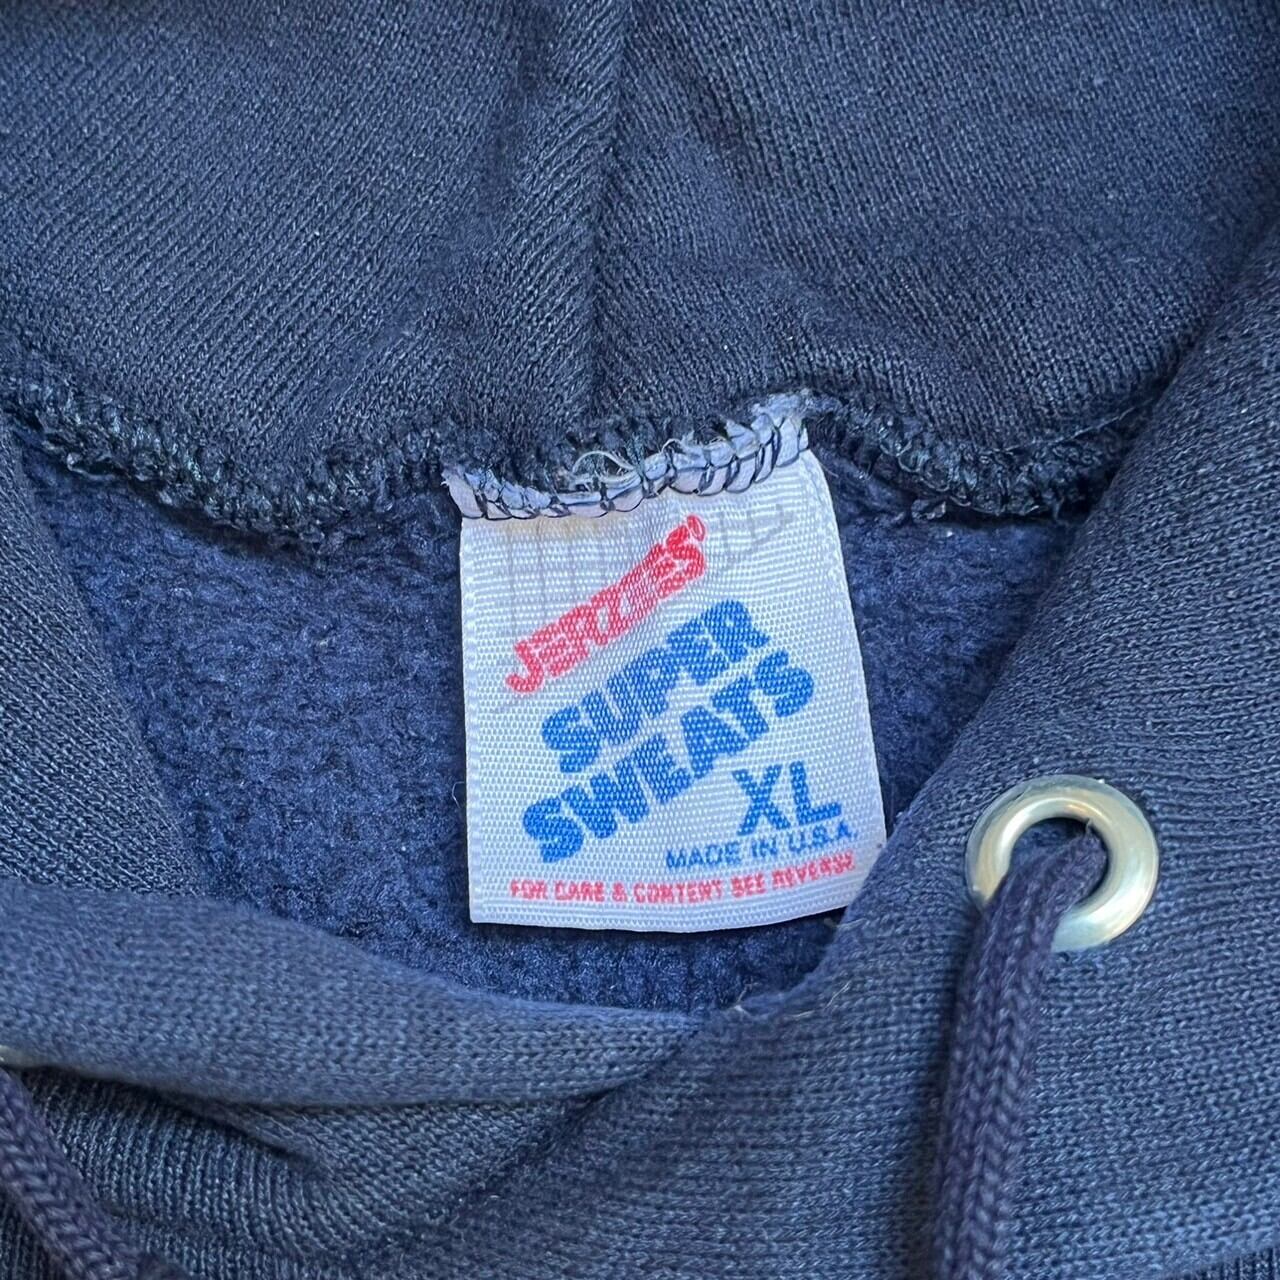 JERZEES
SUPER
SWEATS
XL
MADE IN U.S.A.
FOR CARE & CONTENT SEE REVERSE